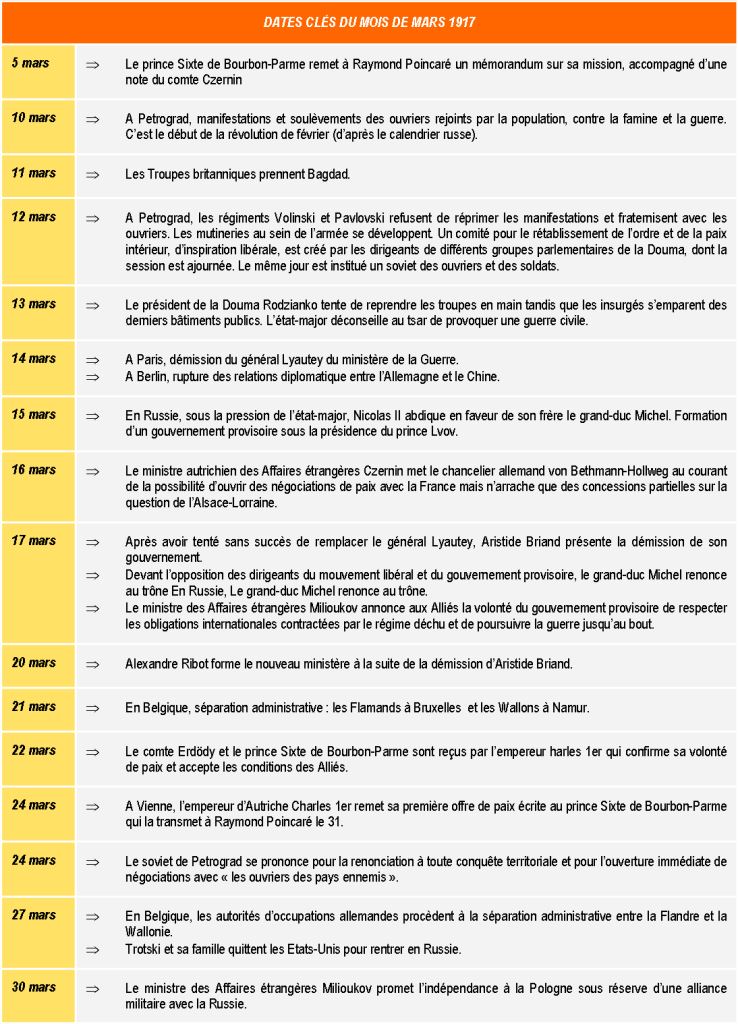 DATES CLÉS DU MOIS DE MARS 1917
5 mars
⇒ Le prince Sixte de Bourbon-Parme remet à Raymond Poincaré un mémorandum sur sa mission, accompagné d’une
note du comte Czernin
10 mars
⇒ A Petrograd, manifestations et soulèvements des ouvriers rejoints par la population, contre la famine et la guerre.
C’est le début de la révolution de février (d’après le calendrier russe).
11 mars
⇒ Les Troupes britanniques prennent Bagdad.
12 mars
⇒ A Petrograd, les régiments Volinski et Pavlovski refusent de réprimer les manifestations et fraternisent avec les
ouvriers. Les mutineries au sein de l’armée se développent. Un comité pour le rétablissement de l’ordre et de la paix
intérieur, d’inspiration libérale, est créé par les dirigeants de différents groupes parlementaires de la Douma, dont la
session est ajournée. Le même jour est institué un soviet des ouvriers et des soldats.
13 mars
⇒ Le président de la Douma Rodzianko tente de reprendre les troupes en main tandis que les insurgés s’emparent des
derniers bâtiments publics. L’état-major déconseille au tsar de provoquer une guerre civile.
14 mars
⇒ A Paris, démission du général Lyautey du ministère de la Guerre.
⇒ A Berlin, rupture des relations diplomatique entre l’Allemagne et le Chine.
15 mars
⇒ En Russie, sous la pression de l’état-major, Nicolas II abdique en faveur de son frère le grand-duc Michel. Formation
d’un gouvernement provisoire sous la présidence du prince Lvov.
16 mars
⇒ Le ministre autrichien des Affaires étrangères Czernin met le chancelier allemand von Bethmann-Hollweg au courant
de la possibilité d’ouvrir des négociations de paix avec la France mais n’arrache que des concessions partielles sur la
question de l’Alsace-Lorraine.
17 mars
⇒ Après avoir tenté sans succès de remplacer le général Lyautey, Aristide Briand présente la démission de son
gouvernement.
⇒ Devant l’opposition des dirigeants du mouvement libéral et du gouvernement provisoire, le grand-duc Michel renonce
au trône En Russie, Le grand-duc Michel renonce au trône.
⇒ Le ministre des Affaires étrangères Milioukov annonce aux Alliés la volonté du gouvernement provisoire de respecter
les obligations internationales contractées par le régime déchu et de poursuivre la guerre jusqu’au bout.
20 mars
⇒ Alexandre Ribot forme le nouveau ministère à la suite de la démission d’Aristide Briand.
21 mars
⇒ En Belgique, séparation administrative : les Flamands à Bruxelles et les Wallons à Namur.
22 mars
⇒ Le comte Erdödy et le prince Sixte de Bourbon-Parme sont reçus par l’empereur harles 1er qui confirme sa volonté
de paix et accepte les conditions des Alliés.
24 mars
⇒ A Vienne, l’empereur d’Autriche Charles 1er remet sa première offre de paix écrite au prince Sixte de Bourbon-Parme
qui la transmet à Raymond Poincaré le 31.
24 mars
⇒ Le soviet de Petrograd se prononce pour la renonciation à toute conquête territoriale et pour l’ouverture immédiate de
négociations avec « les ouvriers des pays ennemis ».
27 mars
⇒ En Belgique, les autorités d’occupations allemandes procèdent à la séparation administrative entre la Flandre et la
Wallonie.
⇒ Trotski et sa famille quittent les Etats-Unis pour rentrer en Russie.
30 mars
⇒ Le ministre des Affaires étrangères Milioukov promet l’indépendance à la Pologne sous réserve d’une alliance
militaire avec la Russie.